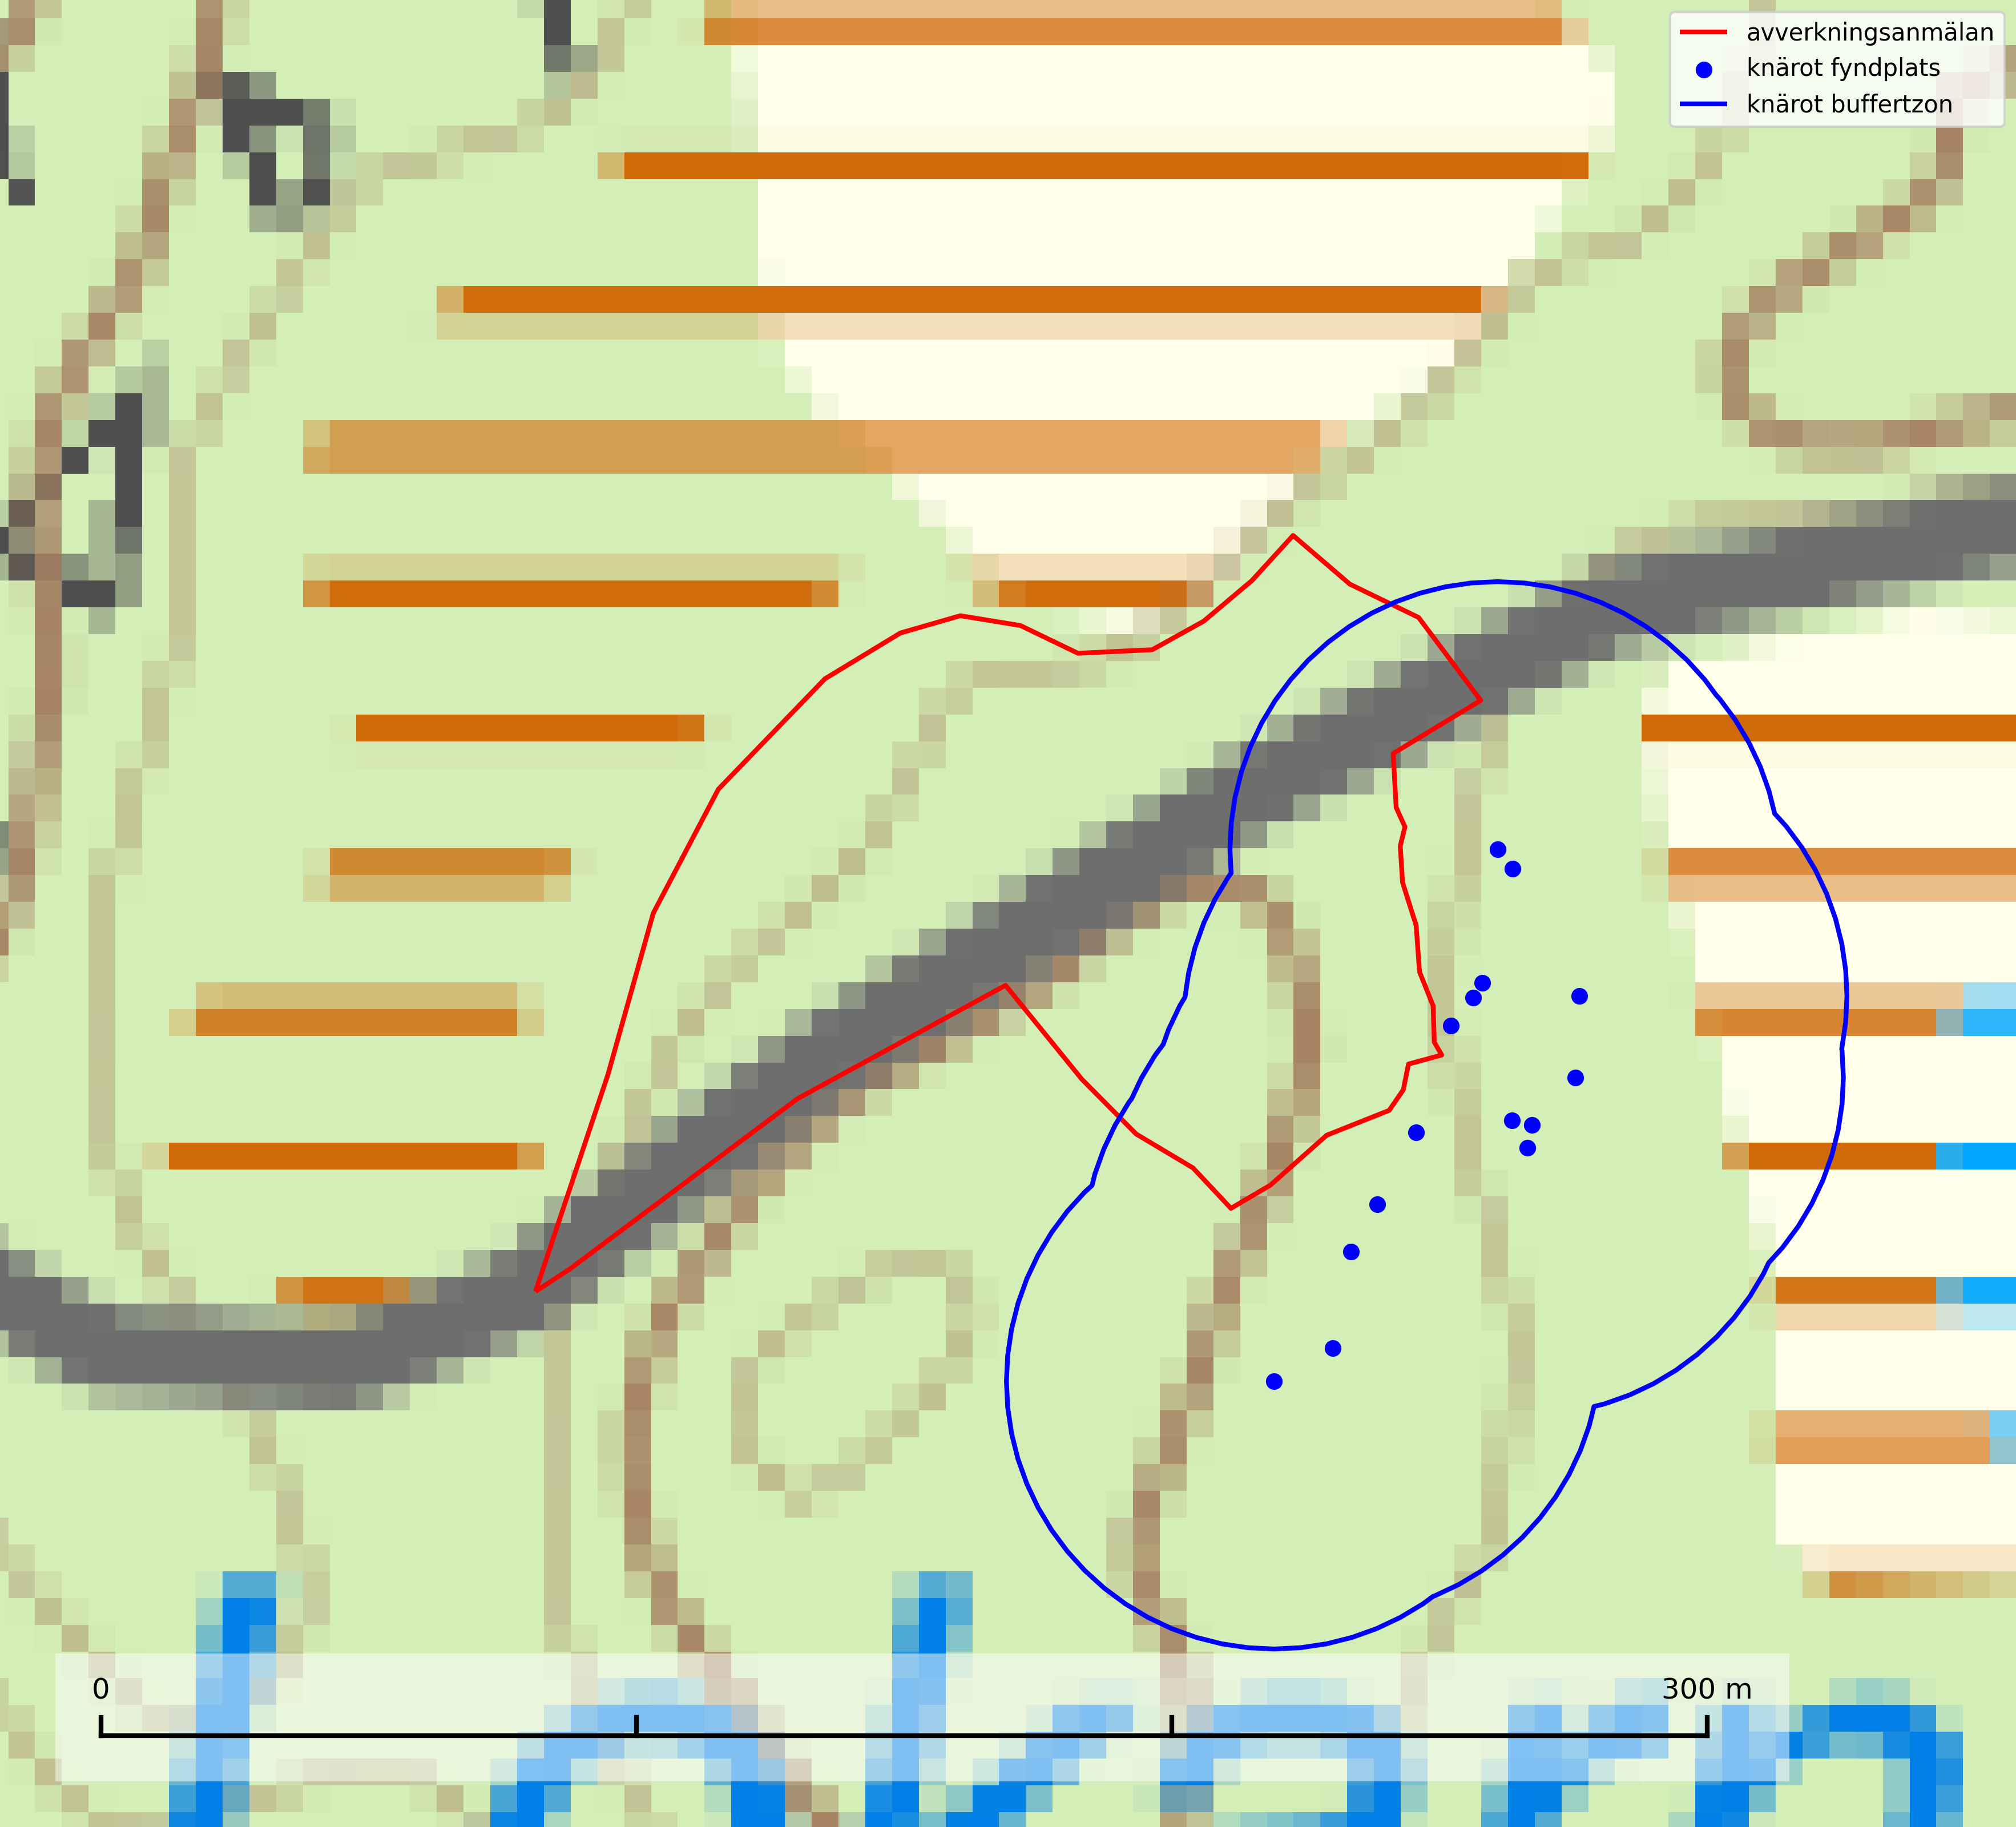 avverkningsanmälan
knärot fyndplats
knärot buffertzon
0
300 m